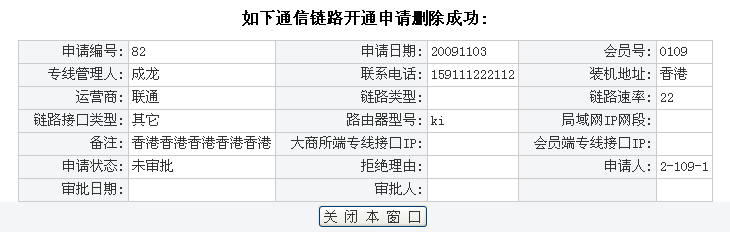 如下通信链路开通申请删除成功:
申请编号: 82 申请日期: 20091103 会员号: 0109
专线管理人: 成龙 联系电话: 159111222112 装机地址: 香港
运营商: 联通 链路类型: 链路速率: 22
链路接口类型: 其它 路由器型号: ki 局域网IP网段:
备注: 香港香港香港香港香港 大商所端专线接口IP: 会员端专线接口IP:
申请状态: 未审批 拒绝理由: 申请人: 2-109-1
审批日期: 审批人:
关 闭 本 窗 口